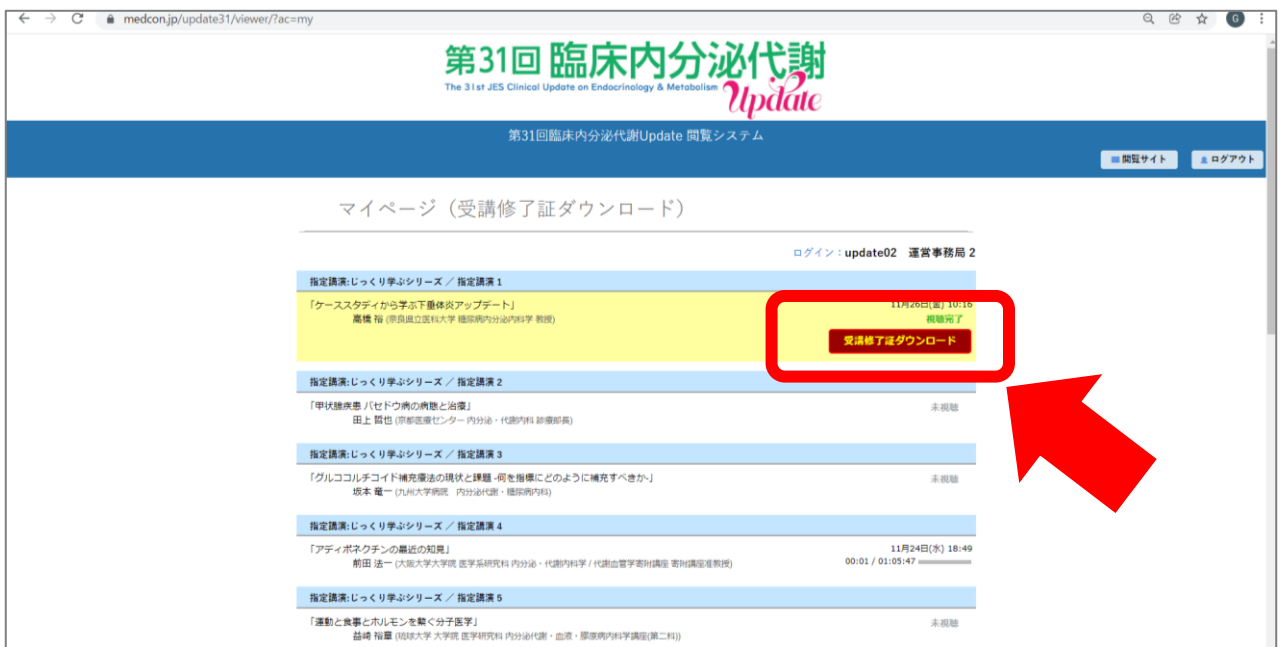 medcon.jp/update31/viewer/?ac=my
G
第31回 臨床内分泌代謝
The 31st JES Clinical Update on Endocrinology & Metabolism
Update
第31回臨床内分泌代謝Update 閲覧システム
閲覧サイト
ログアウト
マイページ（受講修了証ダウンロード）
ログイン：update02 運営事務局 2
指定講演:じっくり学ぶシリーズ ／ 指定講演 1
「ケーススタディから学ぶ下垂体炎アップデート」
11月26日(金) 10:16
髙橋 裕 (奈良県立医科大学 糖尿病内分泌内科学 教授)
視聴完了
受講修了証ダウンロード
指定講演:じっくり学ぶシリーズ ／ 指定講演 2
「甲状腺疾患 バセドウ病の病態と治療」
未視聴
田上 哲也 (京都医療センター 内分泌・代謝内科 診療部長)
指定講演:じっくり学ぶシリーズ ／ 指定講演 3
「グルココルチコイド補充療法の現状と課題 -何を指標にどのように補充すべきか-」
未視聴
坂本 竜一 (九州大学病院 内分泌代謝・糖尿病内科)
指定講演:じっくり学ぶシリーズ ／ 指定講演 4
「アディポネクチンの最近の知見」
11月24日(水) 18:49
前田 法一 (大阪大学大学院 医学系研究科 内分泌・代謝内科学 / 代謝血管学寄附講座 寄附講座准教授)
00:01 / 01:05:47
指定講演:じっくり学ぶシリーズ ／ 指定講演 5
「運動と食事とホルモンを繋ぐ分子医学」
未視聴
益崎 裕章 (琉球大学 大学院 医学研究科 内分泌代謝・血液・膠原病内科学講座(第二科))